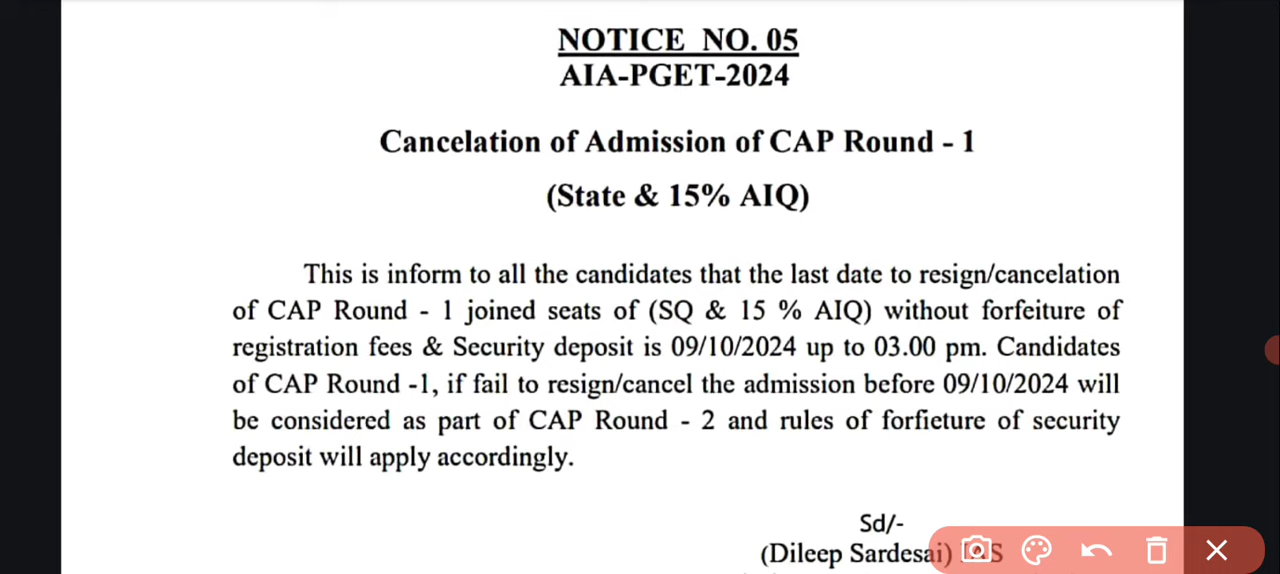 NOTICE NO. 05
AIA-PGET-2024
Cancelation of Admission of CAP Round - 1
(State & 15% AIQ)
This is inform to all the candidates that the last date to resign/cancelation
of CAP Round - 1 joined seats of (SQ & 15 % AIQ) without forfeiture of
registration fees & Security deposit is 09/10/2024 up to 03.00 pm. Candidates
of CAP Round -1, if fail to resign/cancel the admission before 09/10/2024 will
be considered as part of CAP Round - 2 and rules of forfieture of security
deposit will apply accordingly.
Sd/-
(Dileep Sardesai) IAS